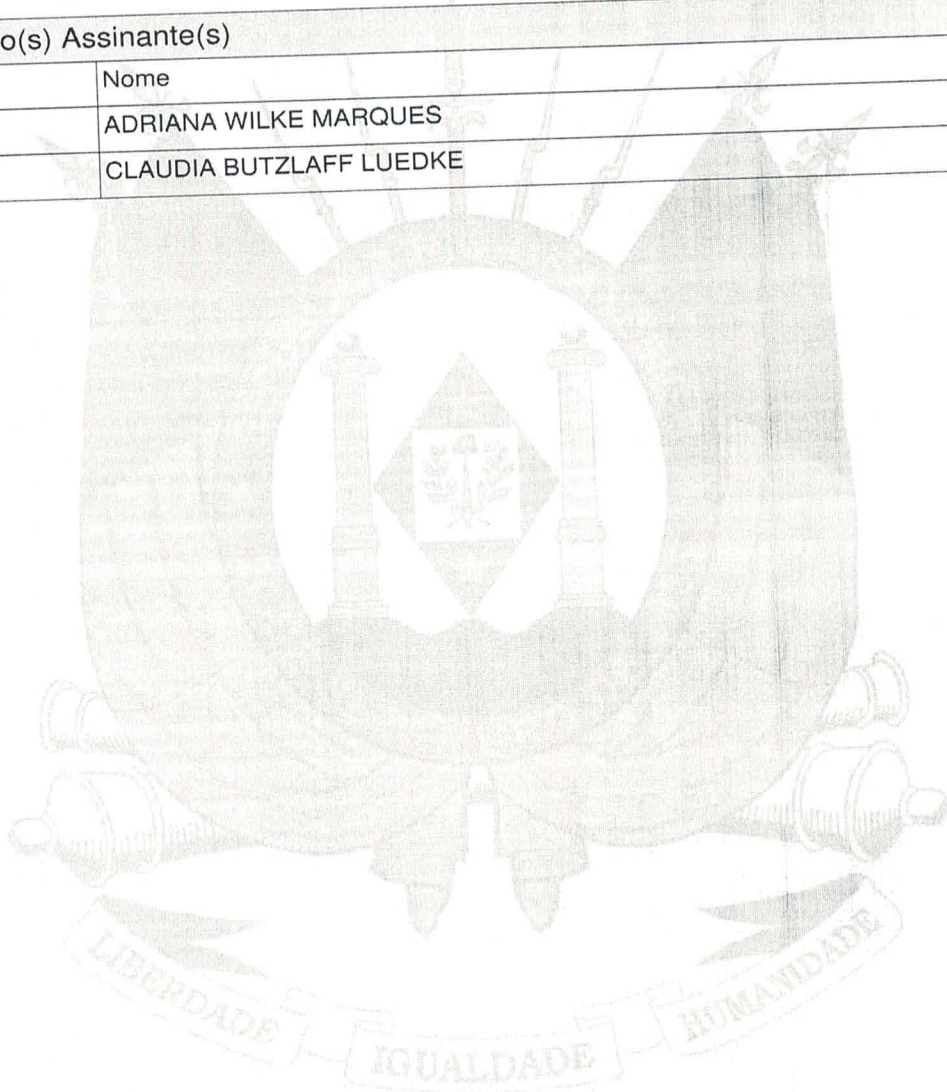 o(s) Assinante(s)
Nome
ADRIANA WILKE MARQUES
CLAUDIA BUTZLAFF LUEDKE
LIBERDADE
IGUALDADE
HUMANIDADE